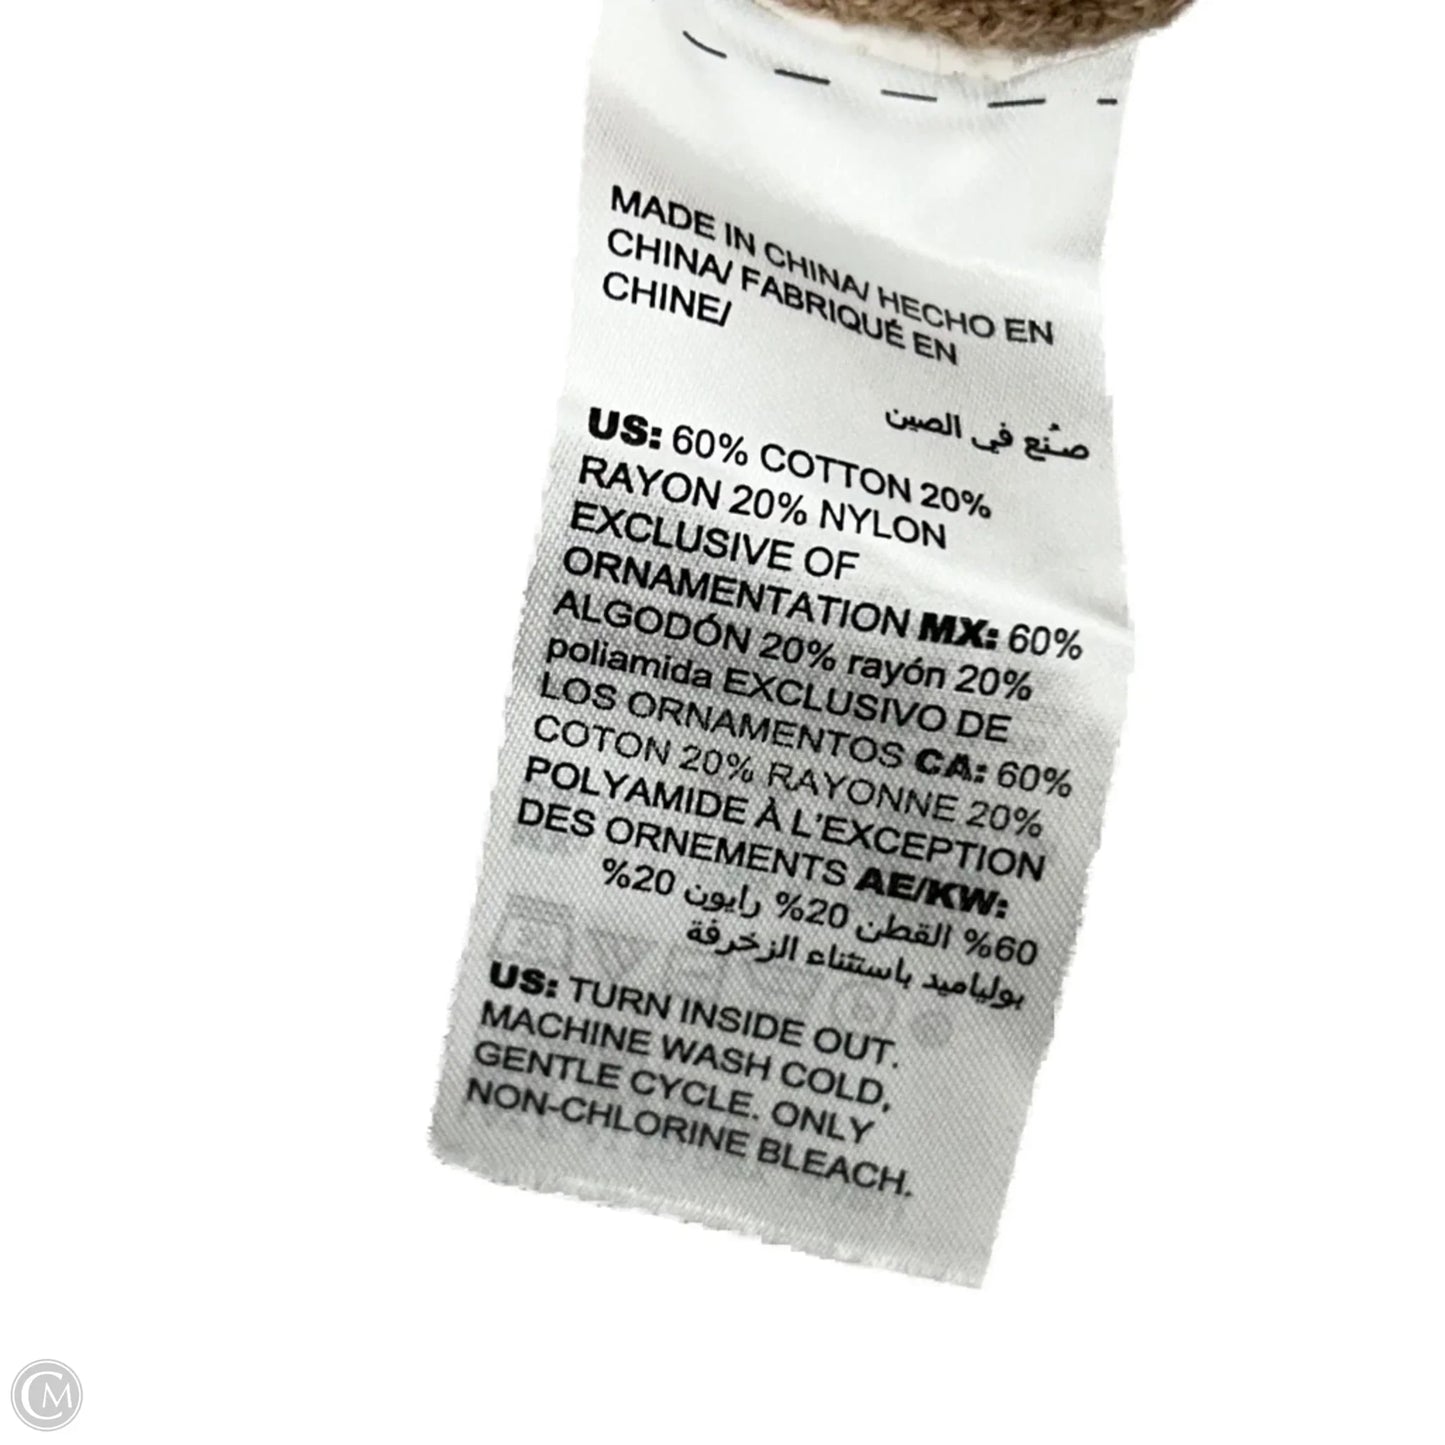 MADE IN CHINA/ HECHO EN
CHINA/ FABRIQUÉ EN
CHINE/
صُنع في الصين
US: 60% COTTON 20%
RAYON 20% NYLON
EXCLUSIVE OF
ORNAMENTATION MX: 60%
ALGODÓN 20% rayón 20%
poliamida EXCLUSIVO DE
LOS ORNAMENTOS CA: 60%
COTON 20% RAYONNE 20%
POLYAMIDE À L'EXCEPTION
DES ORNEMENTS AE/KW:
60% القطن 20% رايون 20%
بولياميد باستثناء الزخرفة
US: TURN INSIDE OUT.
MACHINE WASH COLD,
GENTLE CYCLE. ONLY
NON-CHLORINE BLEACH.
CM